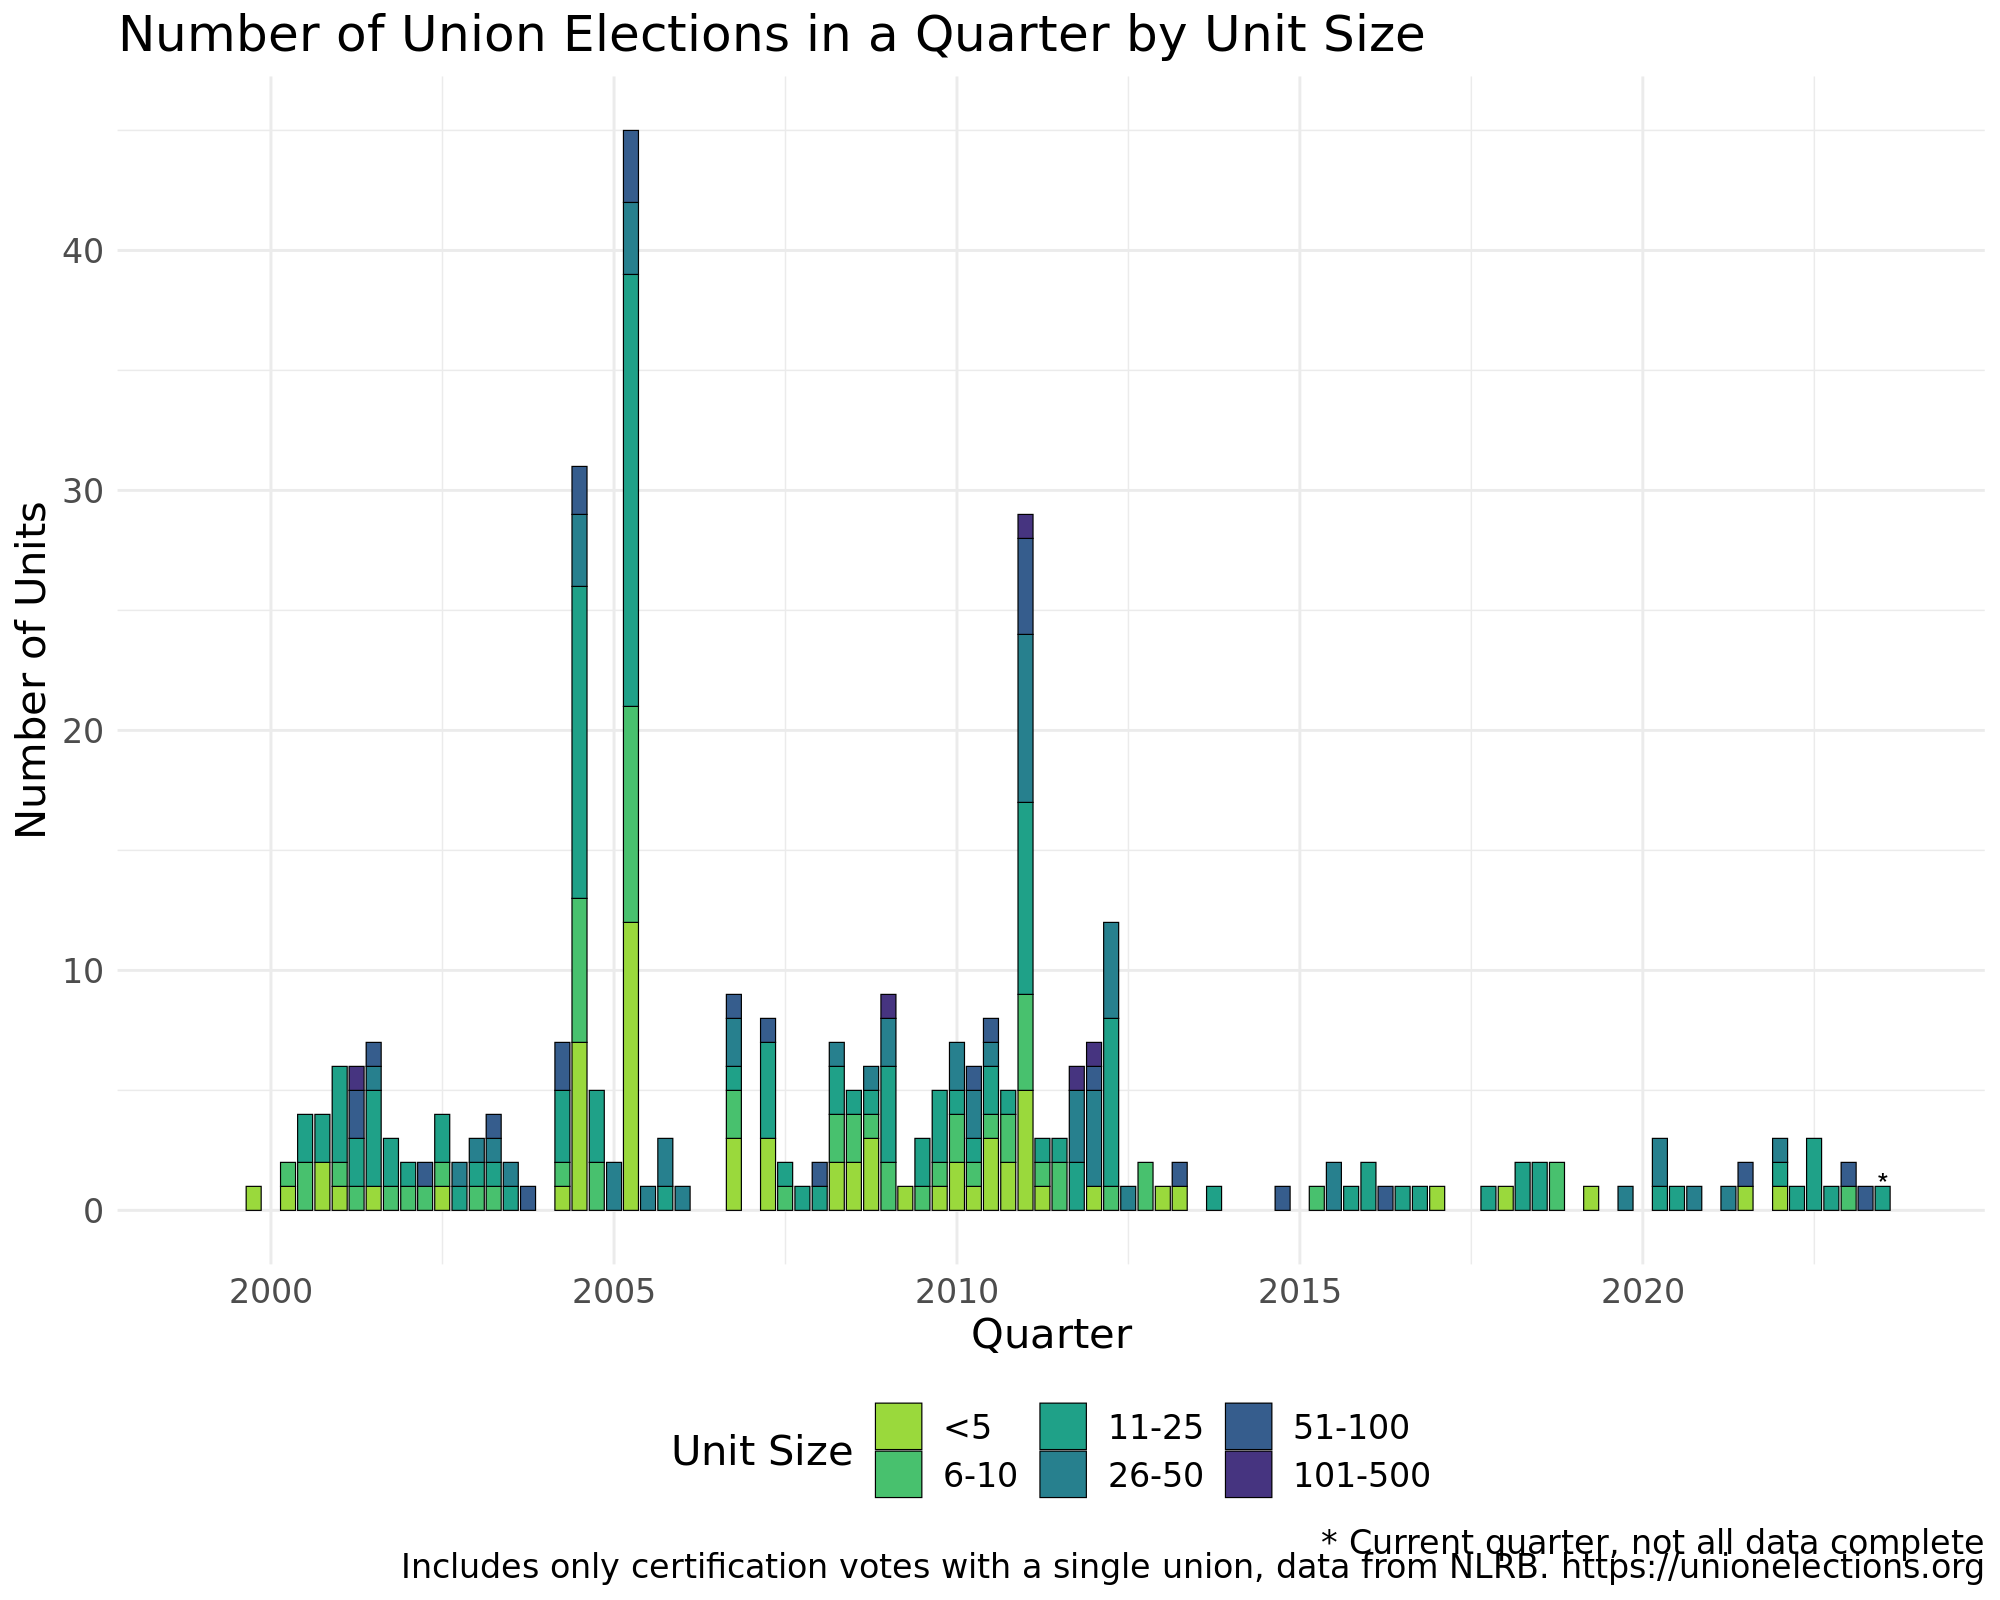 Number of Union Elections in a Quarter by Unit Size
Number of Units
40
30
20
10
0
*
2000 2005 2010 2015 2020
Quarter
Unit Size
<5 11-25 51-100
6-10 26-50 101-500
* Current quarter, not all data complete
Includes only certification votes with a single union, data from NLRB. https://unionelections.org